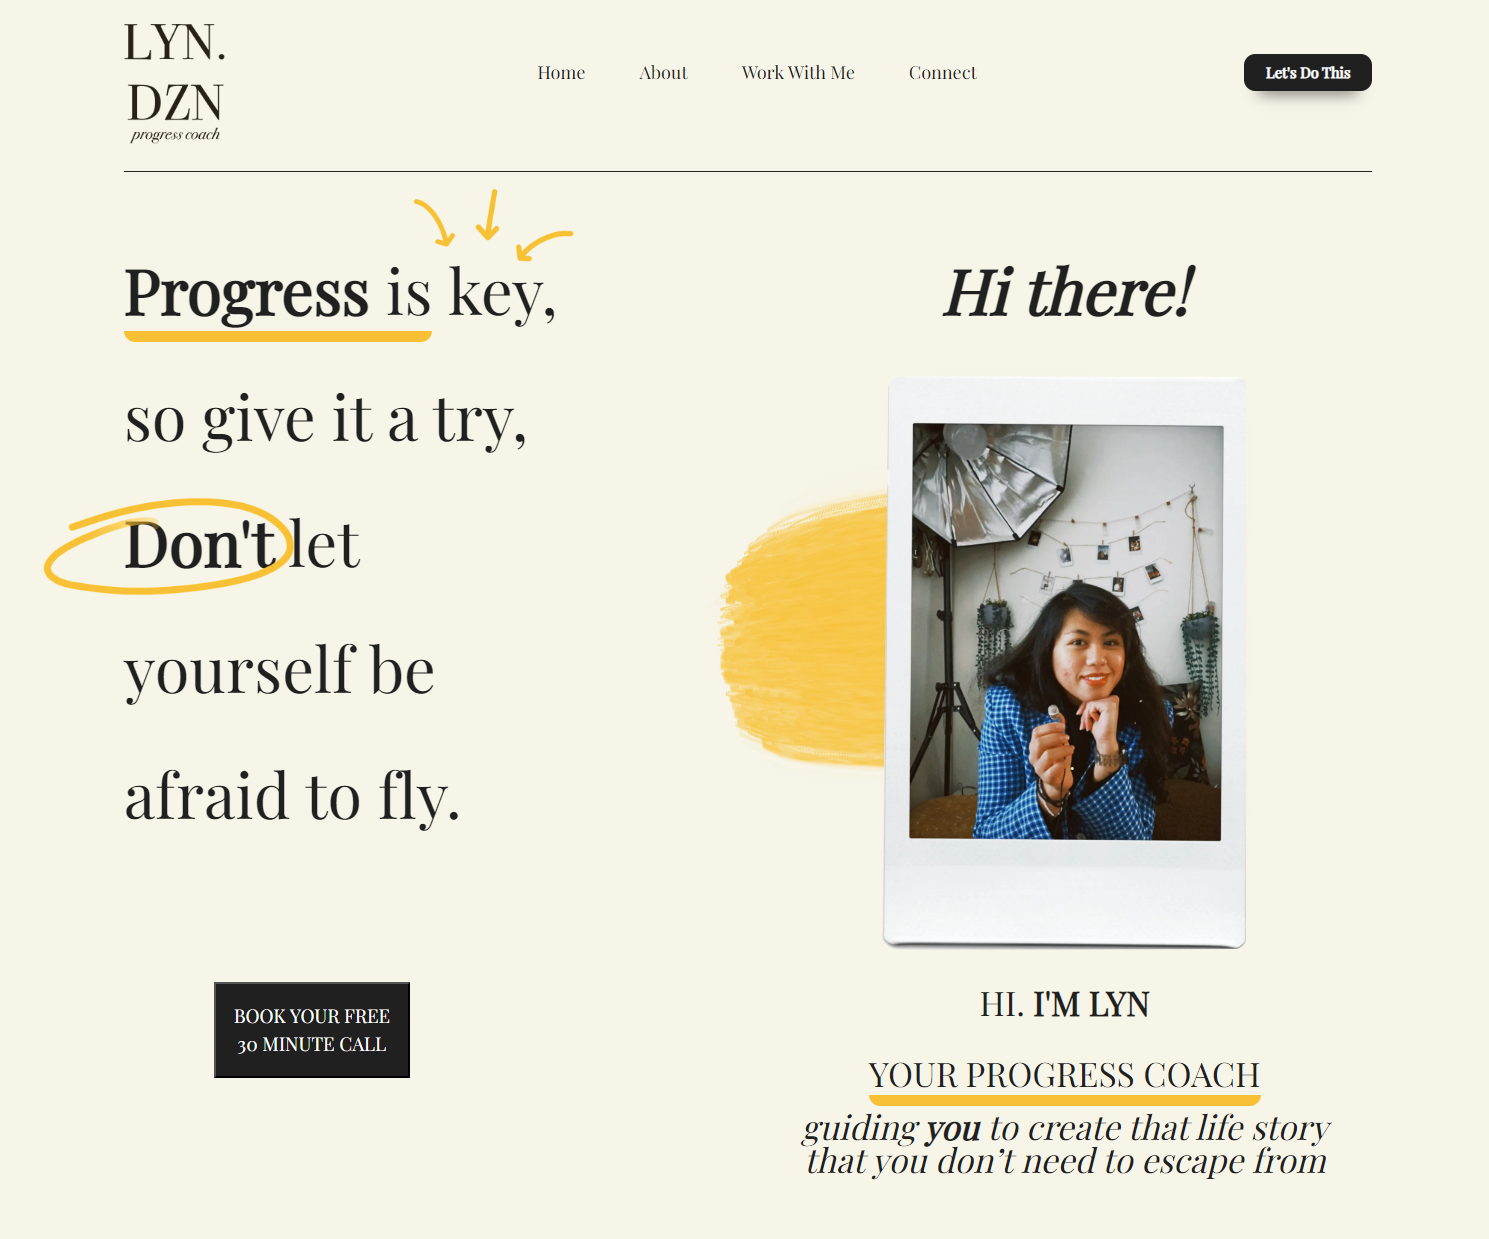 LYN.
DZN
progress coach
Home About Work With Me Connect
Let's Do This
Progress is key,
so give it a try,
Don't let
yourself be
afraid to fly.
BOOK YOUR FREE
30 MINUTE CALL
Hi there!
HI. I'M LYN
YOUR PROGRESS COACH
guiding you to create that life story
that you don’t need to escape from